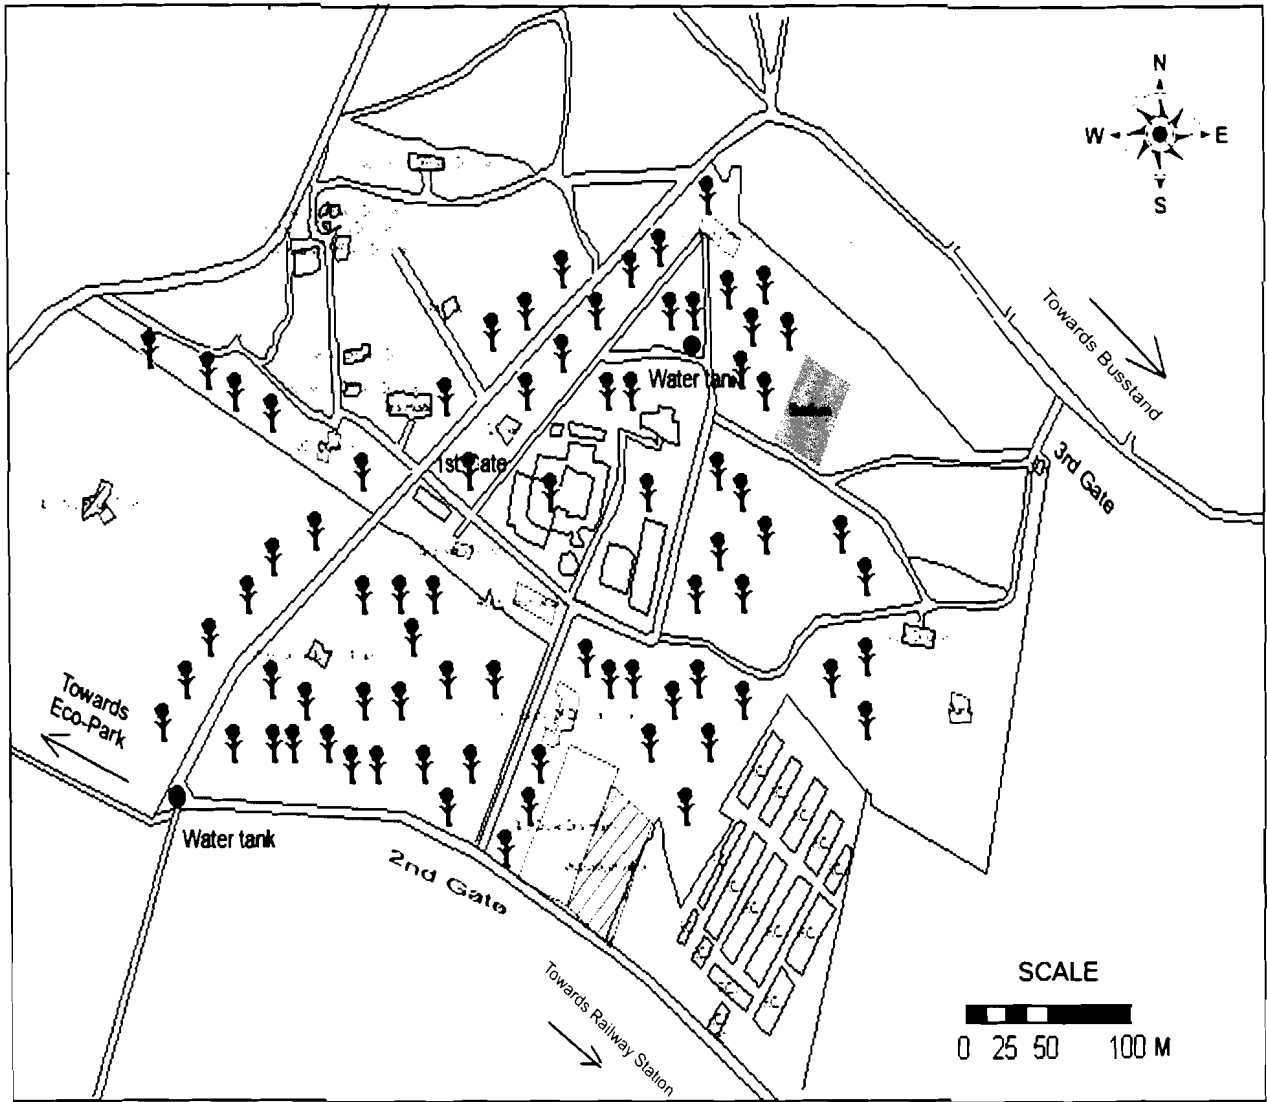 N
W E
S
Towards Busstand
Water tank
1st Gate
3rd Gate
Towards
Eco-Park
Water tank
2nd Gate
Towards Railway Station
SCALE
0 25 50 100 M